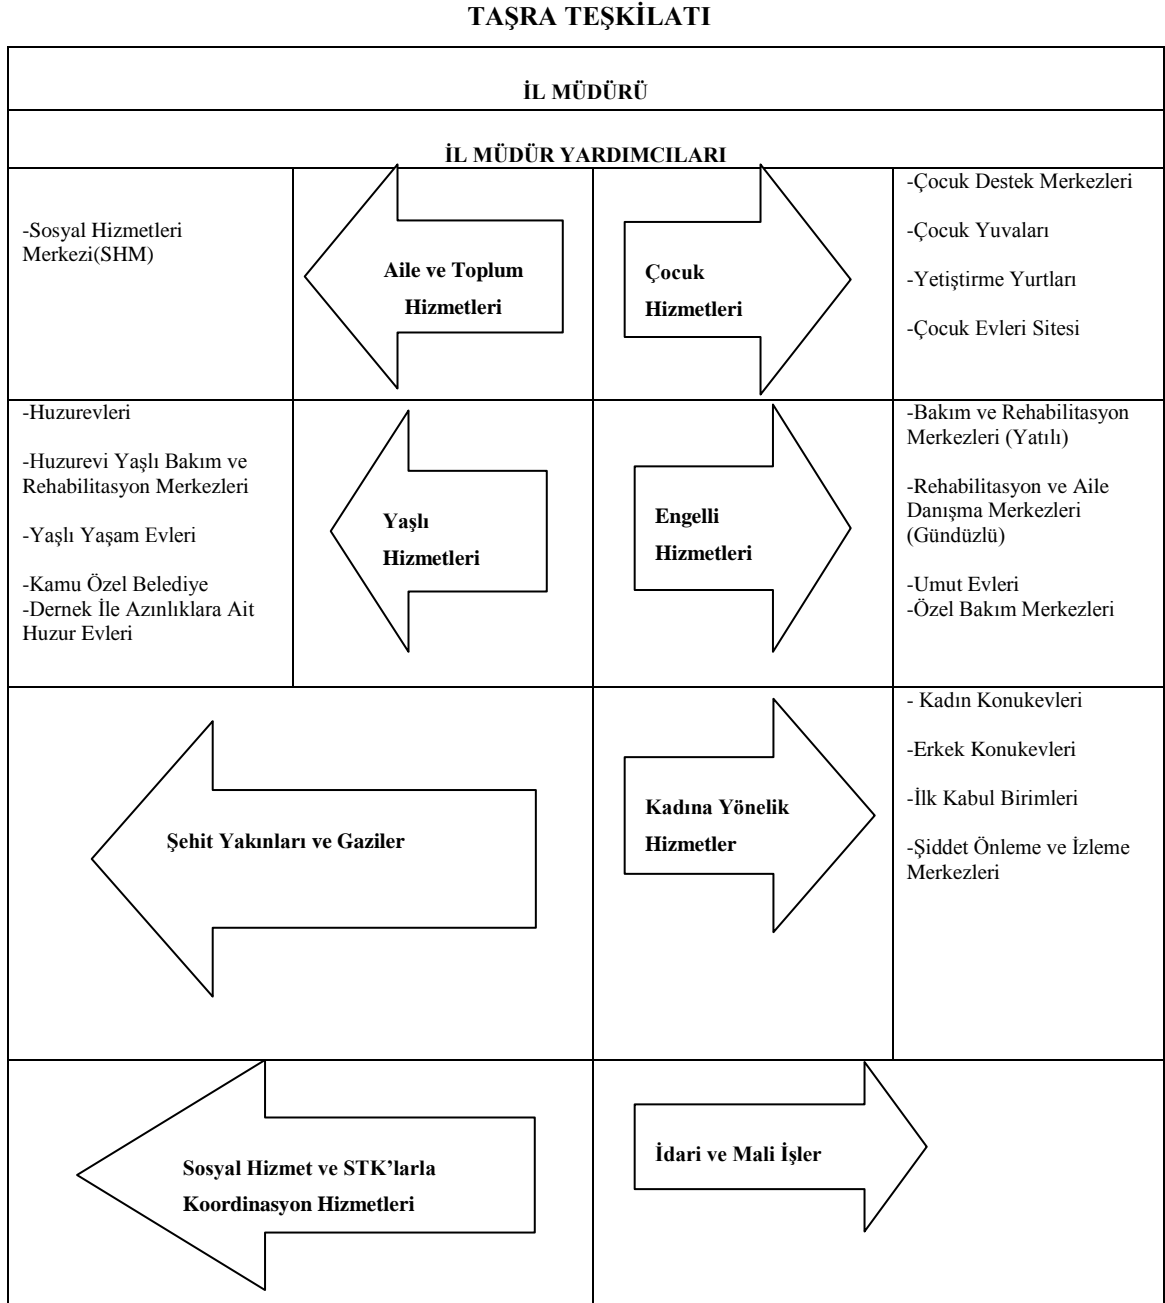 TAŞRA TEŞKİLATI
İL MÜDÜRÜ
İL MÜDÜR YARDIMCILARI
-Sosyal Hizmetleri
Merkezi(SHM)
Aile ve Toplum
Hizmetleri
Çocuk
Hizmetleri
-Çocuk Destek Merkezleri
-Çocuk Yuvaları
-Yetiştirme Yurtları
-Çocuk Evleri Sitesi
-Huzurevleri
-Huzurevi Yaşlı Bakım ve
Rehabilitasyon Merkezleri
-Yaşlı Yaşam Evleri
-Kamu Özel Belediye
-Dernek İle Azınlıklara Ait
Huzur Evleri
Yaşlı
Hizmetleri
Engelli
Hizmetleri
-Bakım ve Rehabilitasyon
Merkezleri (Yatılı)
-Rehabilitasyon ve Aile
Danışma Merkezleri
(Gündüzlü)
-Umut Evleri
-Özel Bakım Merkezleri
Şehit Yakınları ve Gaziler
Kadına Yönelik
Hizmetler
- Kadın Konukevleri
-Erkek Konukevleri
-İlk Kabul Birimleri
-Şiddet Önleme ve İzleme
Merkezleri
Sosyal Hizmet ve STK’larla
Koordinasyon Hizmetleri
İdari ve Mali İşler